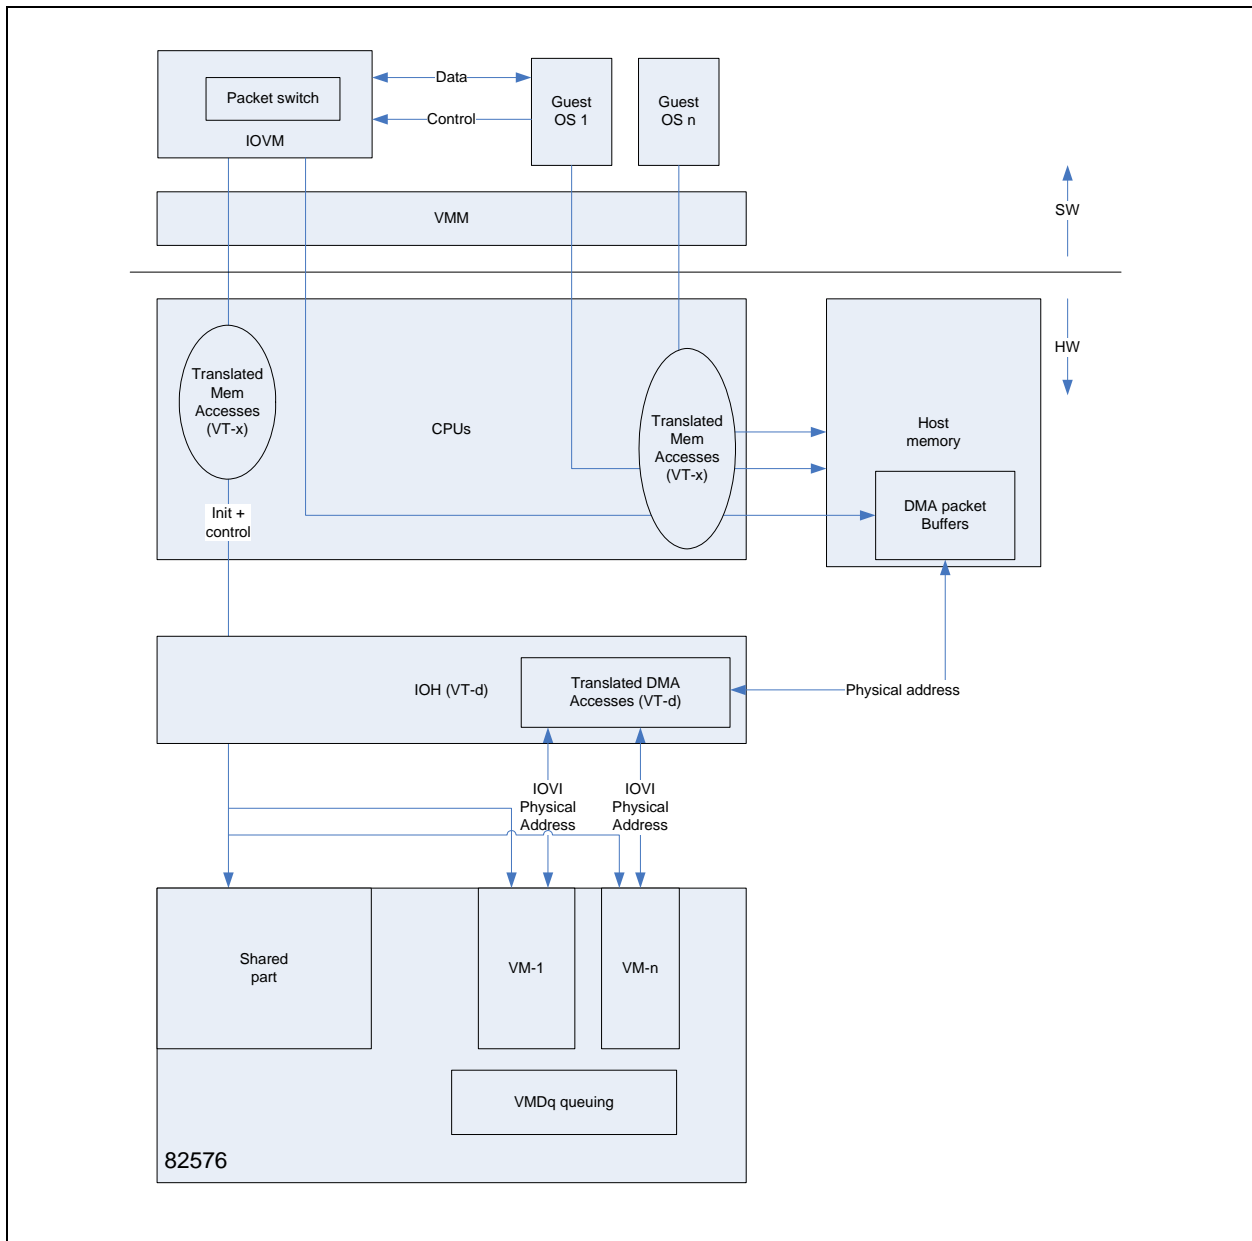 Packet switch
IOVM
Data
Control
Guest
OS 1
Guest
OS n
VMM
SW
HW
Translated
Mem
Accesses
(VT-x)
CPUs
Translated
Mem
Accesses
(VT-x)
Host
memory
DMA packet
Buffers
Init +
control
IOH (VT-d)
Translated DMA
Accesses (VT-d)
Physical address
IOVI
Physical
Address
IOVI
Physical
Address
Shared
part
VM-1
VM-n
VMDq queuing
82576